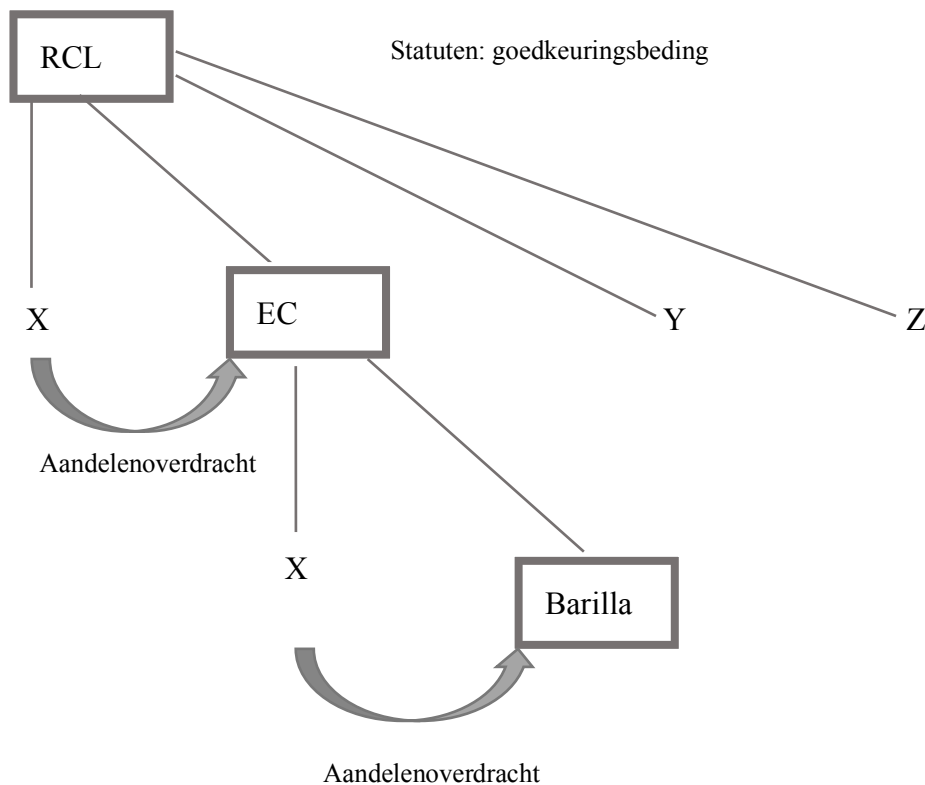 RCL
Statuten: goedkeuringsbeding
X
EC
Y
Z
Aandelenoverdracht
X
Barilla
Aandelenoverdracht